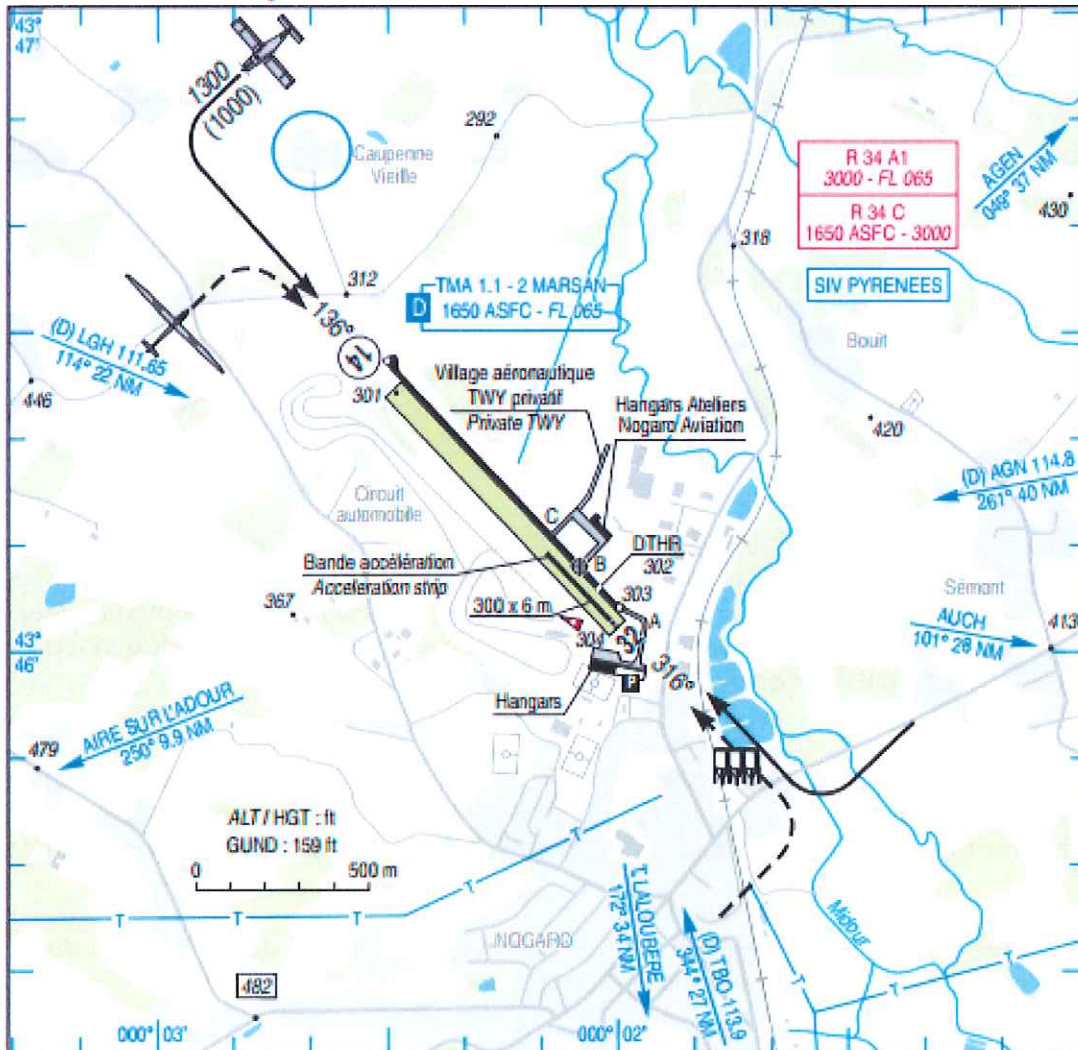 43°
47'
1300
(1000)
292
Caupenne
Vieille
R 34 A1
3000 - FL 065
R 34 C
1650 ASFC - 3000
AGEN
049° 37 NM
430
318
SIV PYRENEES
312
D
TMA 1.1 - 2 MARSAN
1650 ASFC - FL 065
136°
14
(D) LGH 111.65
114° 22 NM
Bouit
446
301
Village aéronautique
TWY privatif
Private TWY
Hangars Ateliers
Nogaro Aviation
420
(D) AGN 114.8
261° 40 NM
Circuit
automobile
C
B
DTHR
302
Bande accélération
Acceleration strip
303
Sémont
367
300 x 6 m
A
304
32
413
AUCH
101° 28 NM
43°
46'
316°
P
Hangars
AIRE SUR L'ADOUR
250° 9.9 NM
479
ALT / HGT : ft
GUND : 159 ft
0
500 m
T
T
T
T
T
T
T
T
T.LALOUBERE
172° 34 NM
(D) TBO 113.9
344° 27 NM
Midour
NOGARO
482
000° 03'
000° 02'